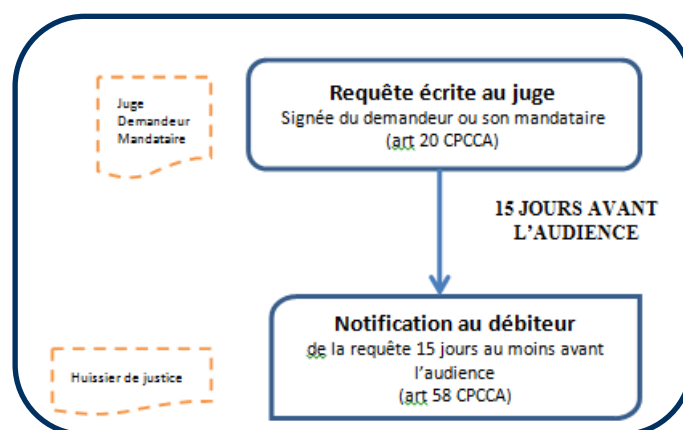 Juge
Demandeur
Mandataire
Requête écrite au juge
Signée du demandeur ou son mandataire
(art 20 CPCCA)
15 JOURS AVANT
L'AUDIENCE
Huissier de justice
Notification au débiteur
de la requête 15 jours au moins avant
l'audience
(art 58 CPCCA)